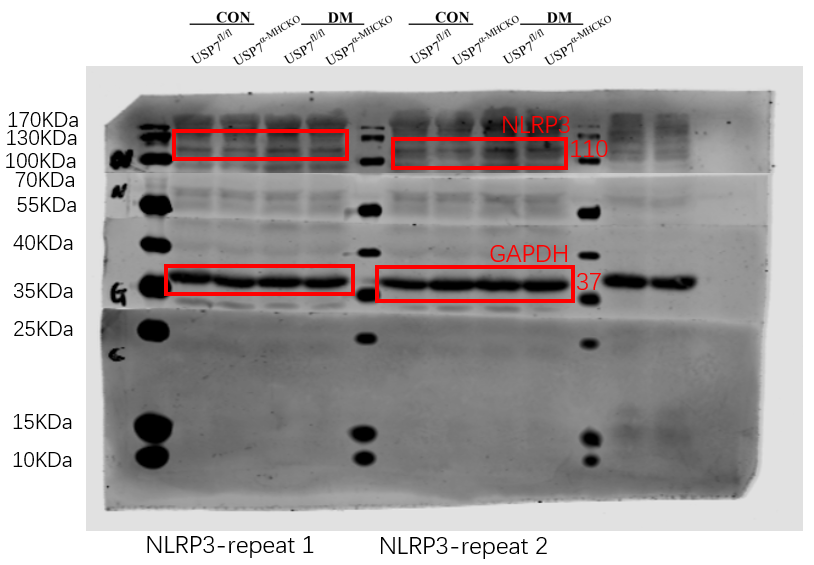 CON DM CON DM
USP7fl/fl USP7α-MHCKO USP7fl/fl USP7α-MHCKO USP7fl/fl USP7α-MHCKO USP7fl/fl USP7α-MHCKO
170KDa
NLRP3
130KDa
110
100KDa
70KDa
N
55KDa
40KDa
GAPDH
37
35KDa
G
25KDa
C
15KDa
10KDa
NLRP3-repeat 1 NLRP3-repeat 2